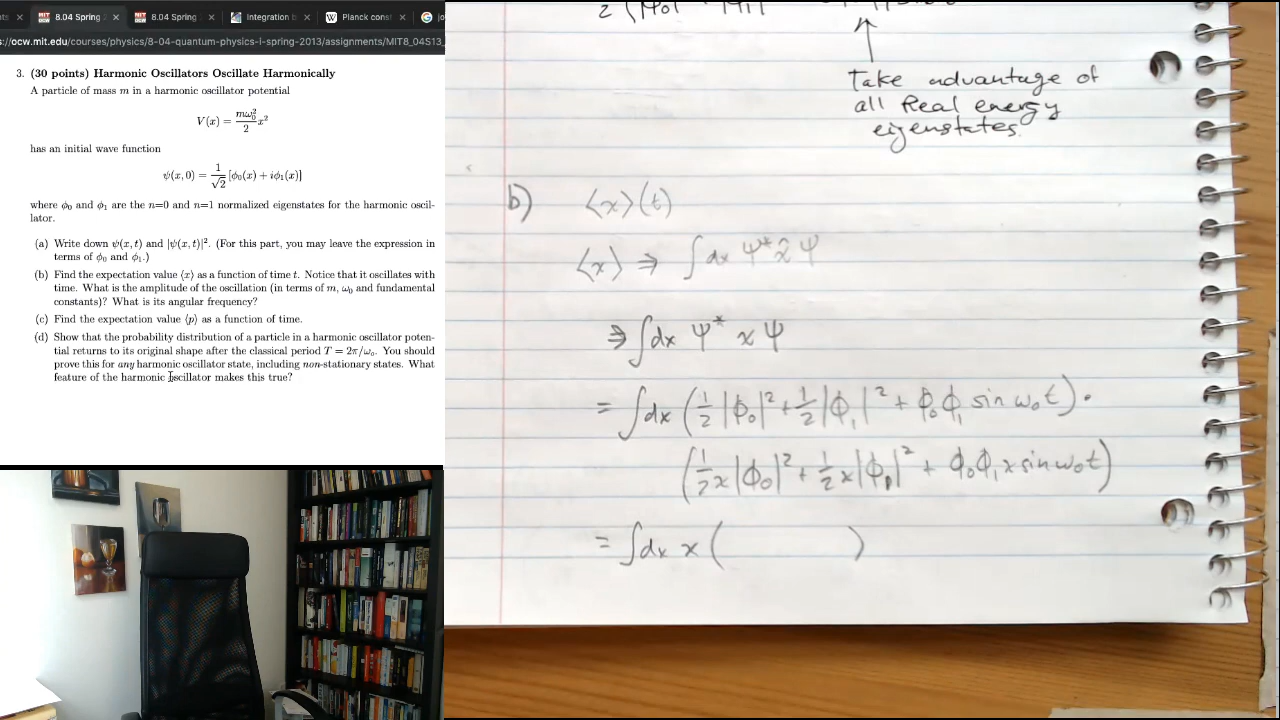 8.04 Spring
8.04 Spring
Integration b
Planck cons
://ocw.mit.edu/courses/physics/8-04-quantum-physics-i-spring-2013/assignments/MIT8_04S13_
3. (30 points) Harmonic Oscillators Oscillate Harmonically
A particle of mass m in a harmonic oscillator potential
V(x) = mω₀²/2 x²
has an initial wave function
ψ(x, 0) = 1/√2 [ϕ₀(x) + iϕ₁(x)]
where ϕ₀ and ϕ₁ are the n=0 and n=1 normalized eigenstates for the harmonic oscil-
lator.
(a) Write down ψ(x, t) and |ψ(x, t)|². (For this part, you may leave the expression in
terms of ϕ₀ and ϕ₁.)
(b) Find the expectation value ⟨x⟩ as a function of time t. Notice that it oscillates with
time. What is the amplitude of the oscillation (in terms of m, ω₀ and fundamental
constants)? What is its angular frequency?
(c) Find the expectation value ⟨p⟩ as a function of time.
(d) Show that the probability distribution of a particle in a harmonic oscillator poten-
tial returns to its original shape after the classical period T = 2π/ωₒ. You should
prove this for any harmonic oscillator state, including non-stationary states. What
feature of the harmonic oscillator makes this true?
Take advantage of
all Real energy
eigenstates.
b) ⟨x⟩(t)
⟨x⟩ ⇒ ∫dx Ψ* x̂ Ψ
⇒ ∫dx Ψ* x Ψ
= ∫dx (1/2|ϕ₀|² + 1/2|ϕ₁|² + ϕ₀ϕ₁ sin ω₀t) ·
(1/2 x|ϕ₀|² + 1/2 x|ϕ₁|² + ϕ₀ϕ₁ x sin ω₀t)
= ∫dx x ( )